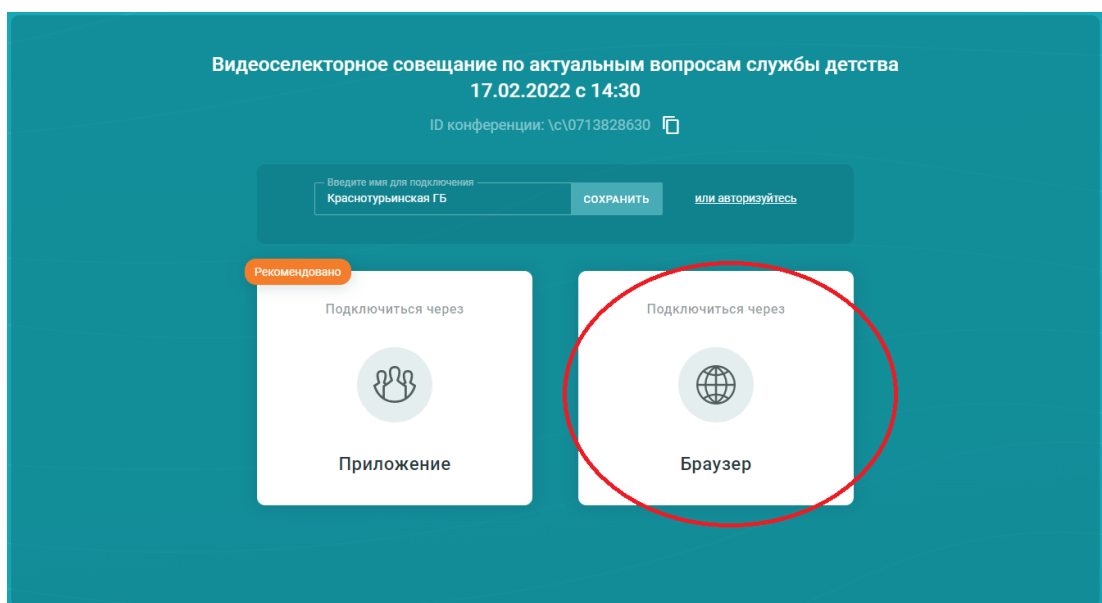 Видеоселекторное совещание по актуальным вопросам службы детства
17.02.2022 с 14:30
ID конференции: \c\0713828630
Введите имя для подключения
Краснотурьинская ГБ
СОХРАНИТЬ
или авторизуйтесь
Рекомендовано
Подключиться через
Приложение
Подключиться через
Браузер